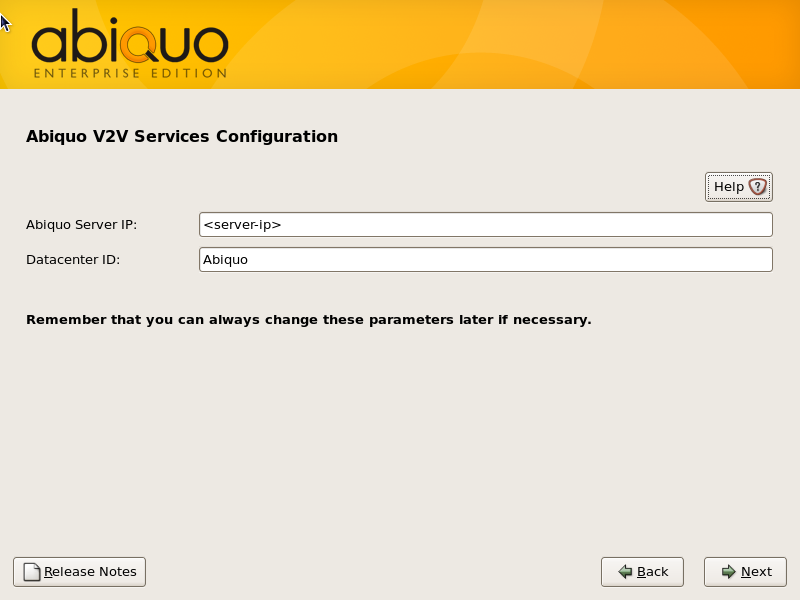 abiquo
ENTERPRISE EDITION
Abiquo V2V Services Configuration
Help ?
Abiquo Server IP: <server-ip>
Datacenter ID: Abiquo
Remember that you can always change these parameters later if necessary.
Release Notes Back Next